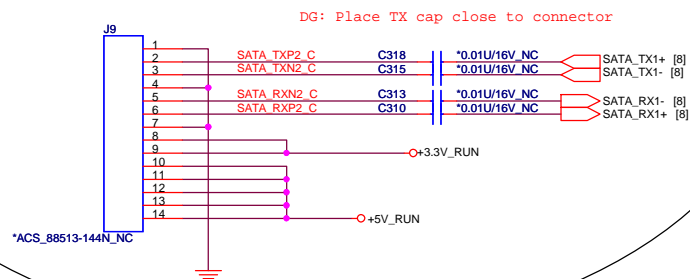 DG: Place TX cap close to connector
J9
1
2 SATA_TXP2_C C318 *0.01U/16V_NC SATA_TX1+ [8]
3 SATA_TXN2_C C315 *0.01U/16V_NC SATA_TX1- [8]
4
5 SATA_RXN2_C C313 *0.01U/16V_NC SATA_RX1- [8]
6 SATA_RXP2_C C310 *0.01U/16V_NC SATA_RX1+ [8]
7
8
9 +3.3V_RUN
10
11
12
13
14 +5V_RUN
*ACS_88513-144N_NC